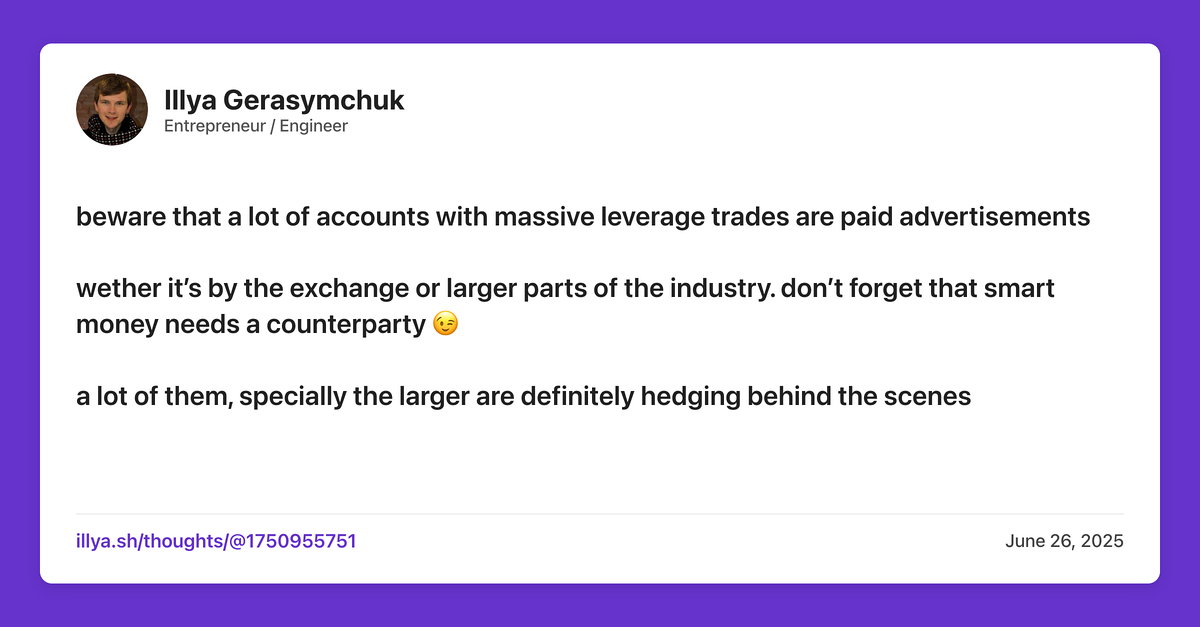 Illya Gerasymchuk
Entrepreneur / Engineer
beware that a lot of accounts with massive leverage trades are paid advertisements
wether it’s by the exchange or larger parts of the industry. don’t forget that smart
money needs a counterparty 😉
a lot of them, specially the larger are definitely hedging behind the scenes
illya.sh/thoughts/@1750955751
June 26, 2025